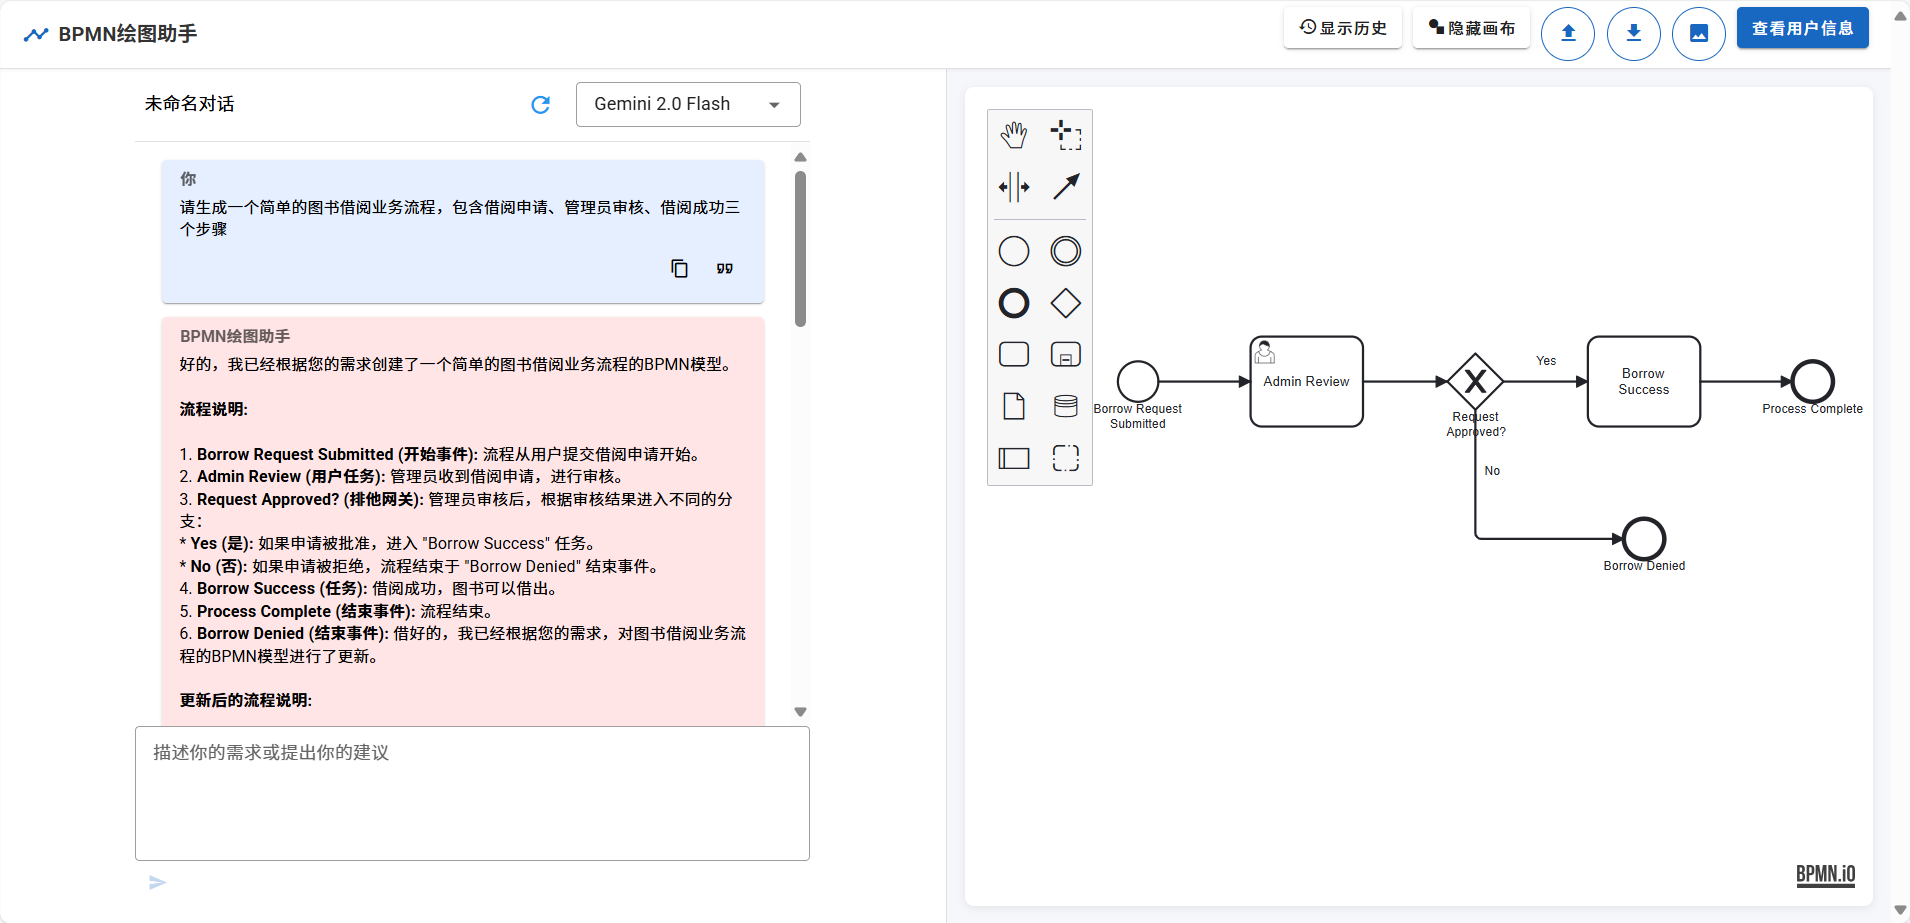 BPMN绘图助手
显示历史
隐藏画布
查看用户信息
未命名对话
Gemini 2.0 Flash
你
请生成一个简单的图书借阅业务流程，包含借阅申请、管理员审核、借阅成功三
个步骤
BPMN绘图助手
好的，我已经根据您的需求创建了一个简单的图书借阅业务流程的BPMN模型。
流程说明:
1. Borrow Request Submitted (开始事件): 流程从用户提交借阅申请开始。
2. Admin Review (用户任务): 管理员收到借阅申请，进行审核。
3. Request Approved? (排他网关): 管理员审核后，根据审核结果进入不同的分
支：
* Yes (是): 如果申请被批准，进入 "Borrow Success" 任务。
* No (否): 如果申请被拒绝，流程结束于 "Borrow Denied" 结束事件。
4. Borrow Success (任务): 借阅成功，图书可以借出。
5. Process Complete (结束事件): 流程结束。
6. Borrow Denied (结束事件): 借好的，我已经根据您的需求，对图书借阅业务流
程的BPMN模型进行了更新。
更新后的流程说明:
描述你的需求或提出你的建议
Borrow Request
Submitted
Admin Review
Request
Approved?
Yes
No
Borrow
Success
Process Complete
Borrow Denied
BPMN.iO